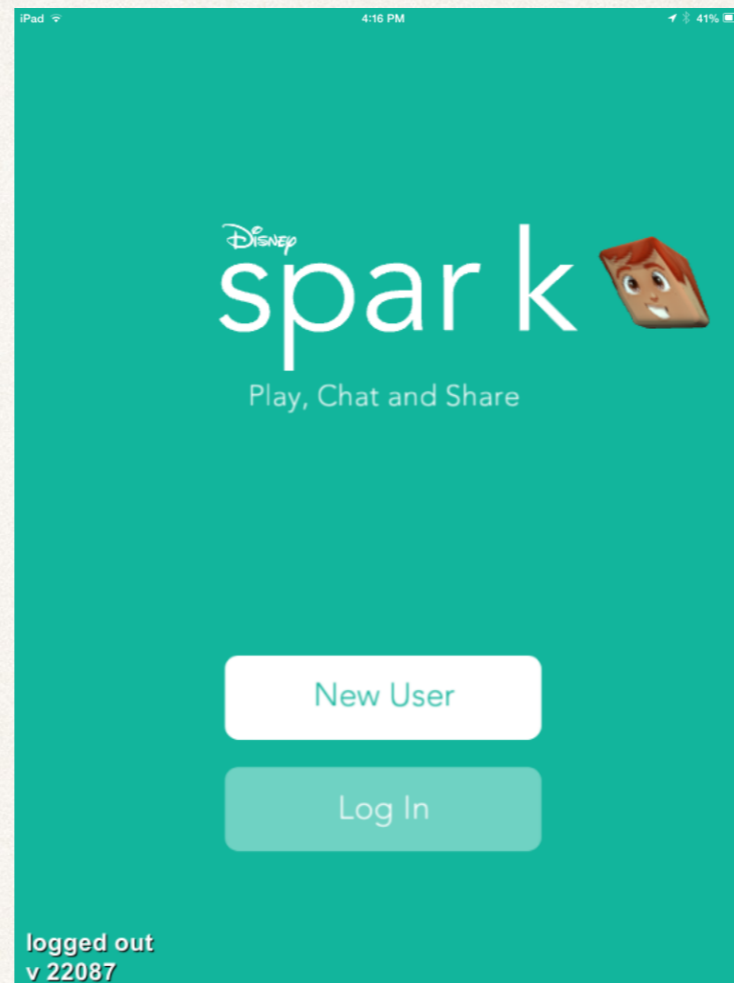 iPad 4:16 PM 41%
Disney
spar k
Play, Chat and Share
New User
Log In
logged out
v 22087